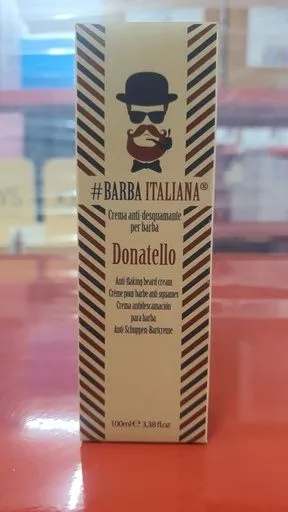 #BARBA ITALIANA®
Crema anti-desquamante
per barba
Donatello
Anti-flaking beard cream
Crème pour barbe anti-squames
Crema antidescamación
para barba
Anti-Schuppen-Bartcreme
100ml e 3,38 fl.oz